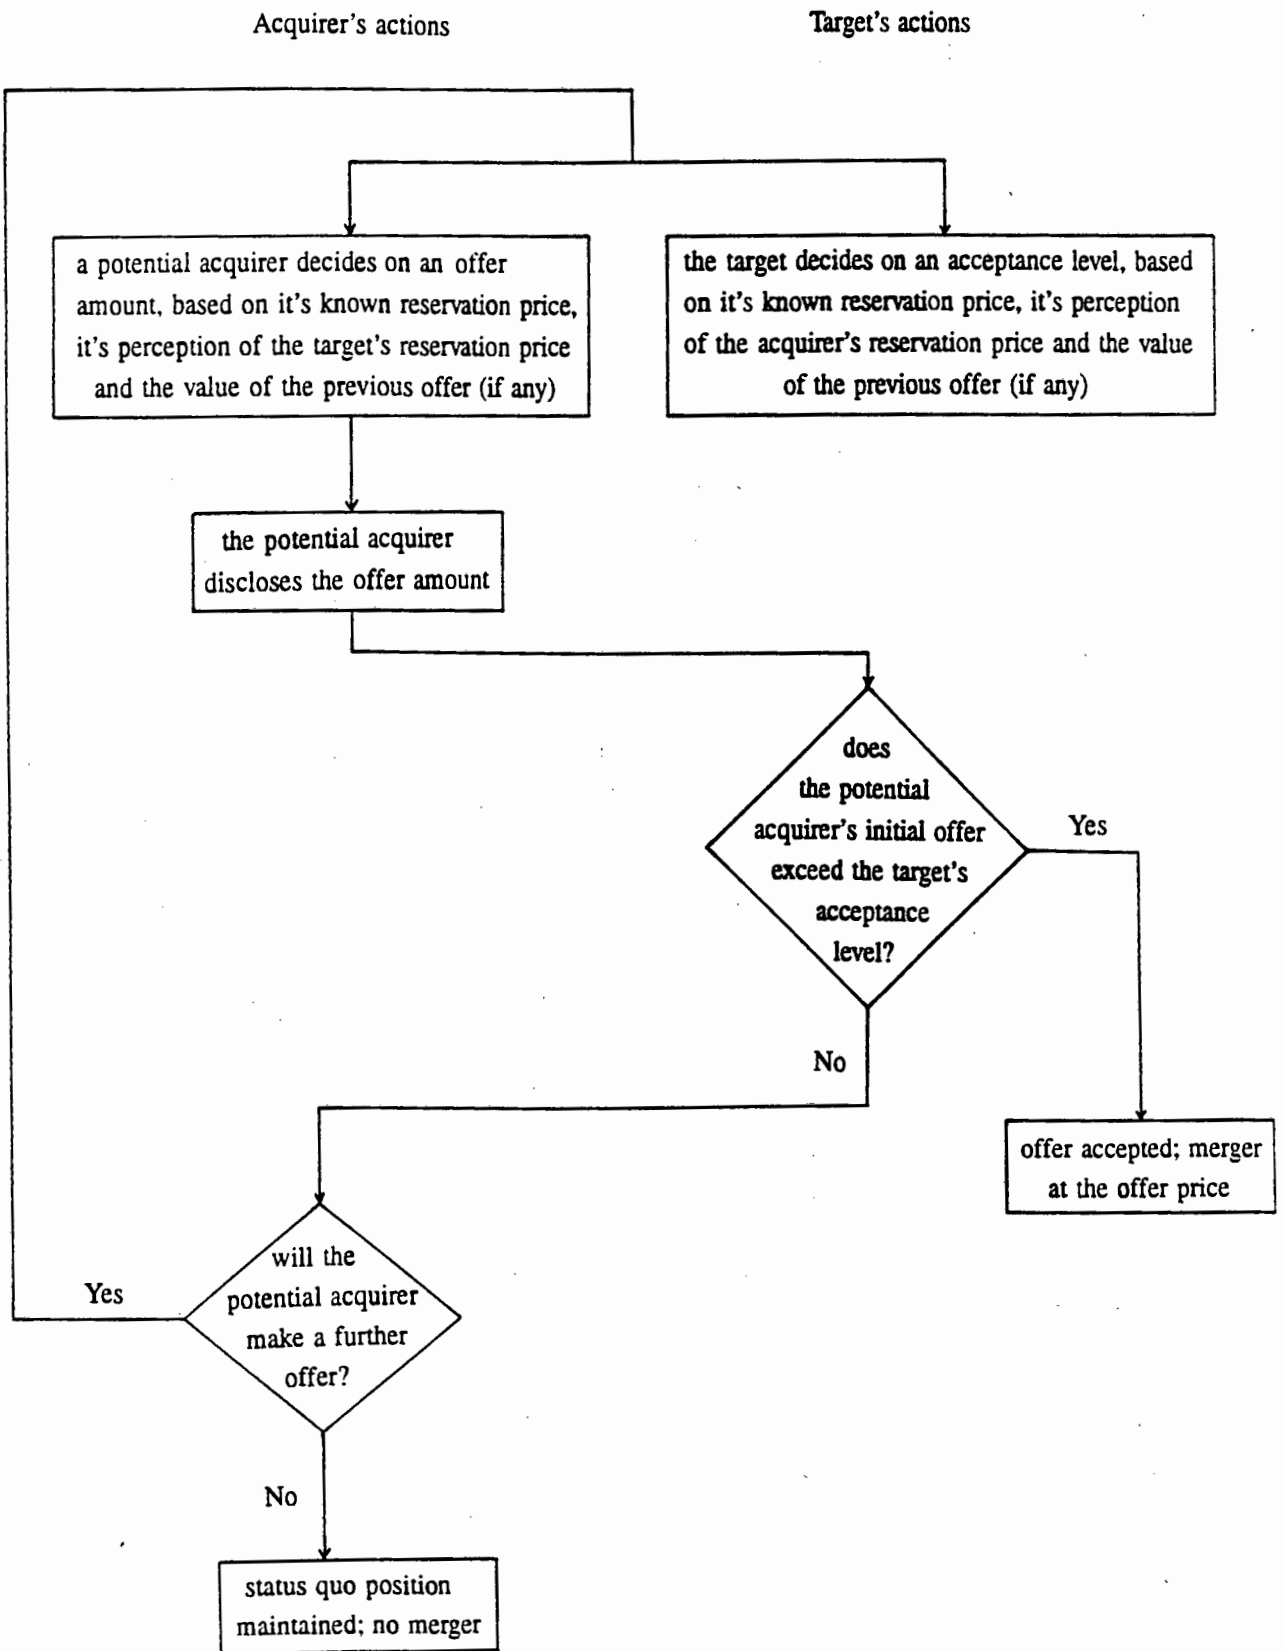 Acquirer's actions
Target's actions
a potential acquirer decides on an offer
amount, based on it's known reservation price,
it's perception of the target's reservation price
and the value of the previous offer (if any)
the target decides on an acceptance level, based
on it's known reservation price, it's perception
of the acquirer's reservation price and the value
of the previous offer (if any)
the potential acquirer
discloses the offer amount
does
the potential
acquirer's initial offer
exceed the target's
acceptance
level?
Yes
No
offer accepted; merger
at the offer price
will the
potential acquirer
make a further
offer?
Yes
No
status quo position
maintained; no merger